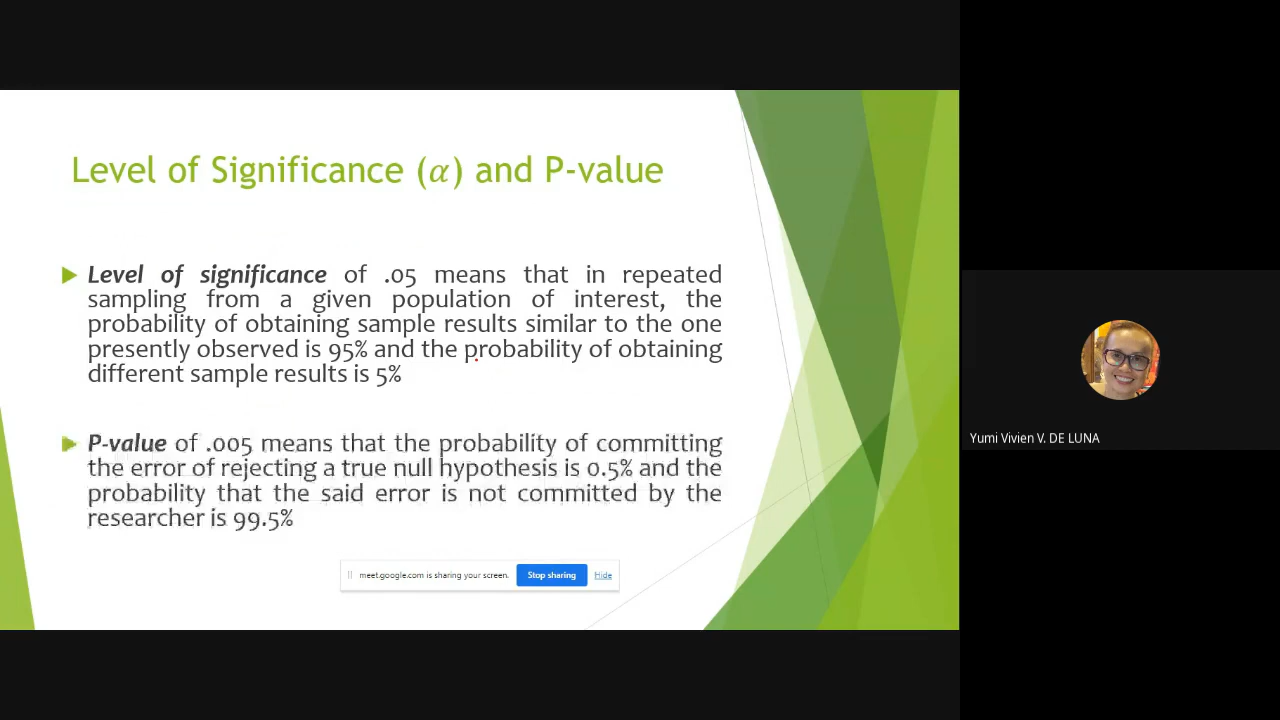 Level of Significance (α) and P-value
Level of significance of .05 means that in repeated
sampling from a given population of interest, the
probability of obtaining sample results similar to the one
presently observed is 95% and the probability of obtaining
different sample results is 5%
P-value of .005 means that the probability of committing
the error of rejecting a true null hypothesis is 0.5% and the
probability that the said error is not committed by the
researcher is 99.5%
meet.google.com is sharing your screen. Stop sharing Hide
Yumi Vivien V. DE LUNA